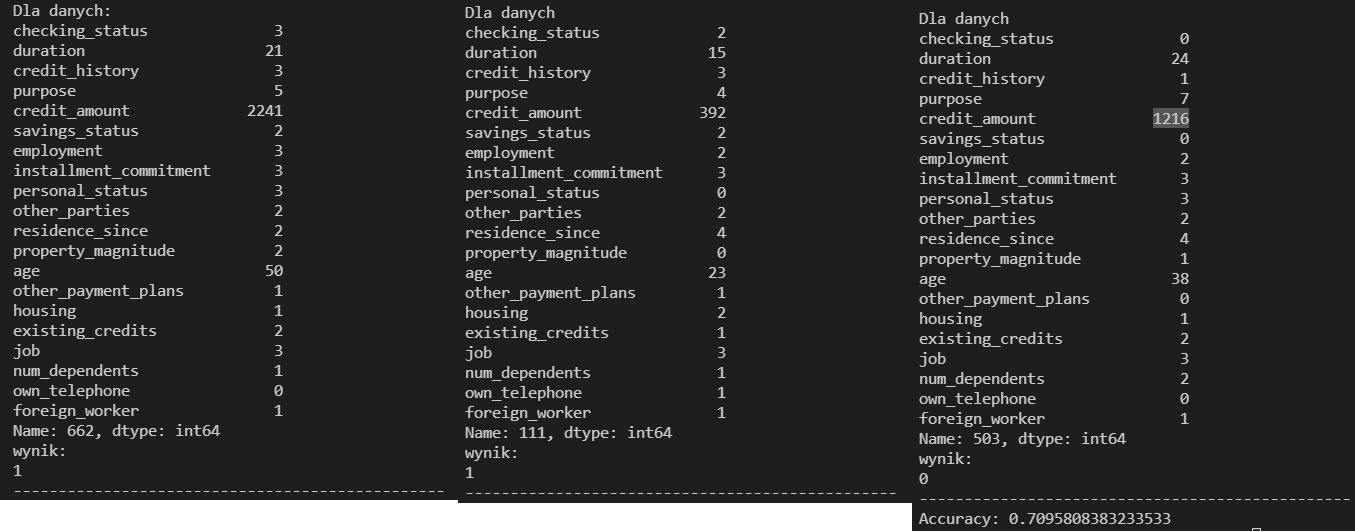 Dla danych:
checking_status 3
duration 21
credit_history 3
purpose 5
credit_amount 2241
savings_status 2
employment 3
installment_commitment 3
personal_status 3
other_parties 2
residence_since 2
property_magnitude 2
age 50
other_payment_plans 1
housing 1
existing_credits 2
job 3
num_dependents 1
own_telephone 0
foreign_worker 1
Name: 662, dtype: int64
wynik:
1
------------------------------------------------
Dla danych
checking_status 2
duration 15
credit_history 3
purpose 4
credit_amount 392
savings_status 2
employment 2
installment_commitment 3
personal_status 0
other_parties 2
residence_since 4
property_magnitude 0
age 23
other_payment_plans 1
housing 2
existing_credits 1
job 3
num_dependents 1
own_telephone 1
foreign_worker 1
Name: 111, dtype: int64
wynik:
1
------------------------------------------------
Dla danych
checking_status 0
duration 24
credit_history 1
purpose 7
credit_amount 1216
savings_status 0
employment 2
installment_commitment 3
personal_status 3
other_parties 2
residence_since 4
property_magnitude 1
age 38
other_payment_plans 0
housing 1
existing_credits 2
job 3
num_dependents 2
own_telephone 0
foreign_worker 1
Name: 503, dtype: int64
wynik:
0
------------------------------------------------
Accuracy: 0.7095808383233533